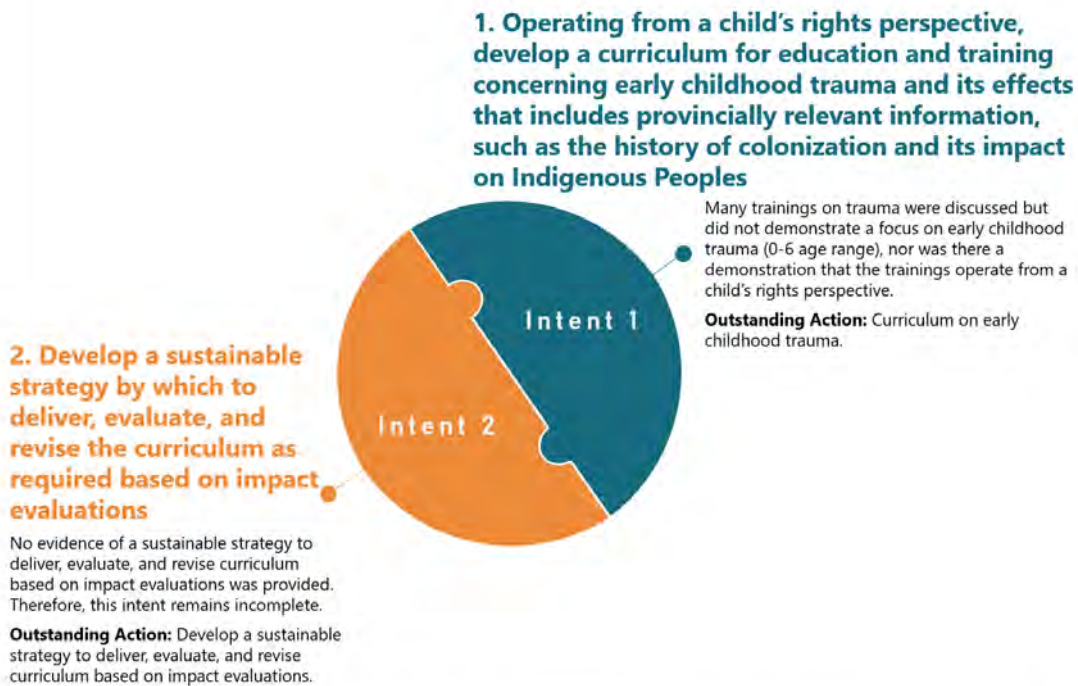 1. Operating from a child's rights perspective,
develop a curriculum for education and training
concerning early childhood trauma and its effects
that includes provincially relevant information,
such as the history of colonization and its impact
on Indigenous Peoples
Many trainings on trauma were discussed but
did not demonstrate a focus on early childhood
trauma (0-6 age range), nor was there a
demonstration that the trainings operate from a
child's rights perspective.
Outstanding Action: Curriculum on early
childhood trauma.
Intent 1
Intent 2
2. Develop a sustainable
strategy by which to
deliver, evaluate, and
revise the curriculum as
required based on impact
evaluations
No evidence of a sustainable strategy to
deliver, evaluate, and revise curriculum
based on impact evaluations was provided.
Therefore, this intent remains incomplete.
Outstanding Action: Develop a sustainable
strategy to deliver, evaluate, and revise
curriculum based on impact evaluations.